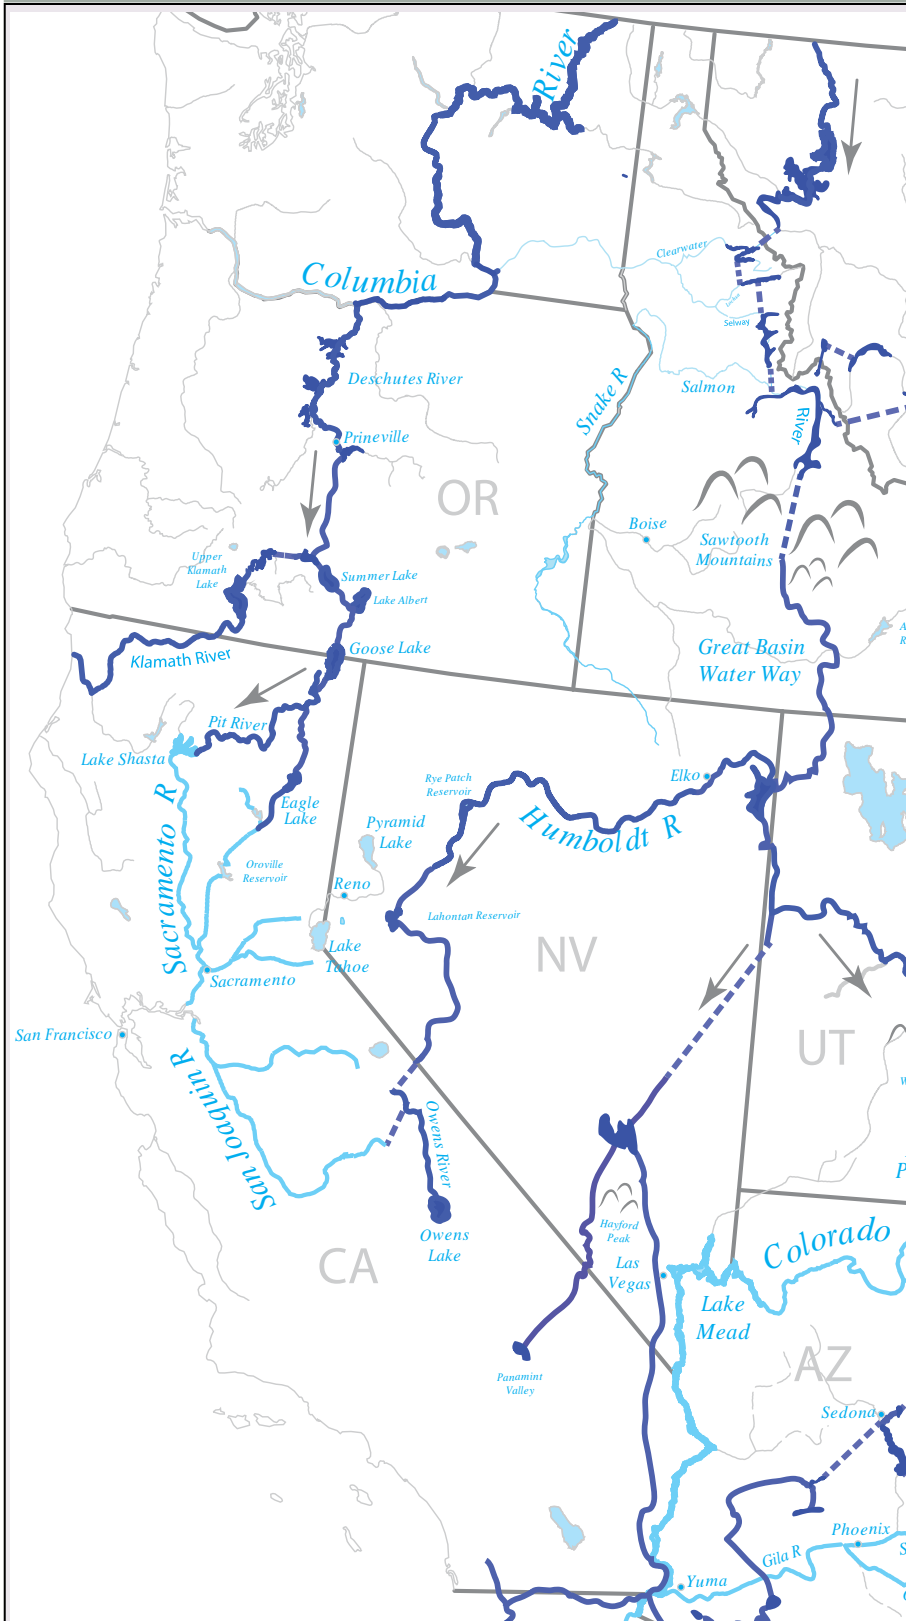 River
Columbia
Clearwater
Selway
Deschutes River
Snake R
Salmon
River
Prineville
OR
Boise
Sawtooth
Mountains
Upper
Klamath
Lake
Summer Lake
Lake Albert
Klamath River
Goose Lake
Great Basin
Water Way
A
R
Pit River
Lake Shasta
Elko
Rye Patch
Reservoir
Humboldt R
Sacramento R
Eagle
Lake
Pyramid
Lake
Oroville
Reservoir
Reno
Lahontan Reservoir
NV
Lake
Tahoe
Sacramento
San Francisco
UT
San Joaquin R
Owens River
W
P
Owens
Lake
Hayford
Peak
Colorado
CA
Las
Vegas
Lake
Mead
AZ
Panamint
Valley
Sedona
Phoenix
Gila R
S
Yuma
G